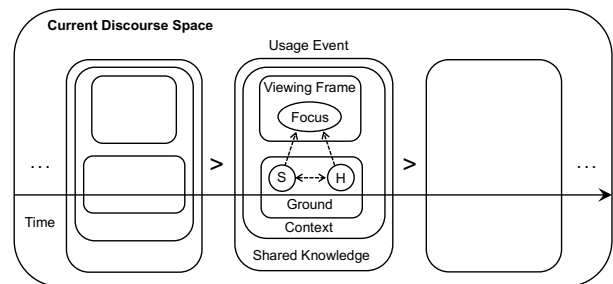 Current Discourse Space
Usage Event
Viewing Frame
Focus
... > > ...
S H
Ground
Time
Context
Shared Knowledge